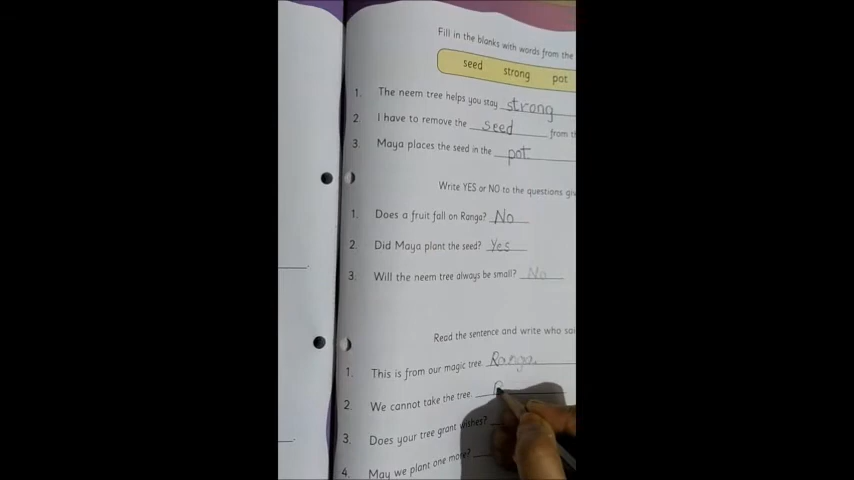 Fill in the blanks with words from the
seed strong pot
1. The neem tree helps you stay strong
2. I have to remove the seed from th
3. Maya places the seed in the pot
Write YES or NO to the questions giv
1. Does a fruit fall on Ranga? No
2. Did Maya plant the seed? Yes
3. Will the neem tree always be small? No
Read the sentence and write who sai
1. This is from our magic tree. Ranga.
2. We cannot take the tree.
3. Does your tree grant wishes?
4. May we plant one more?